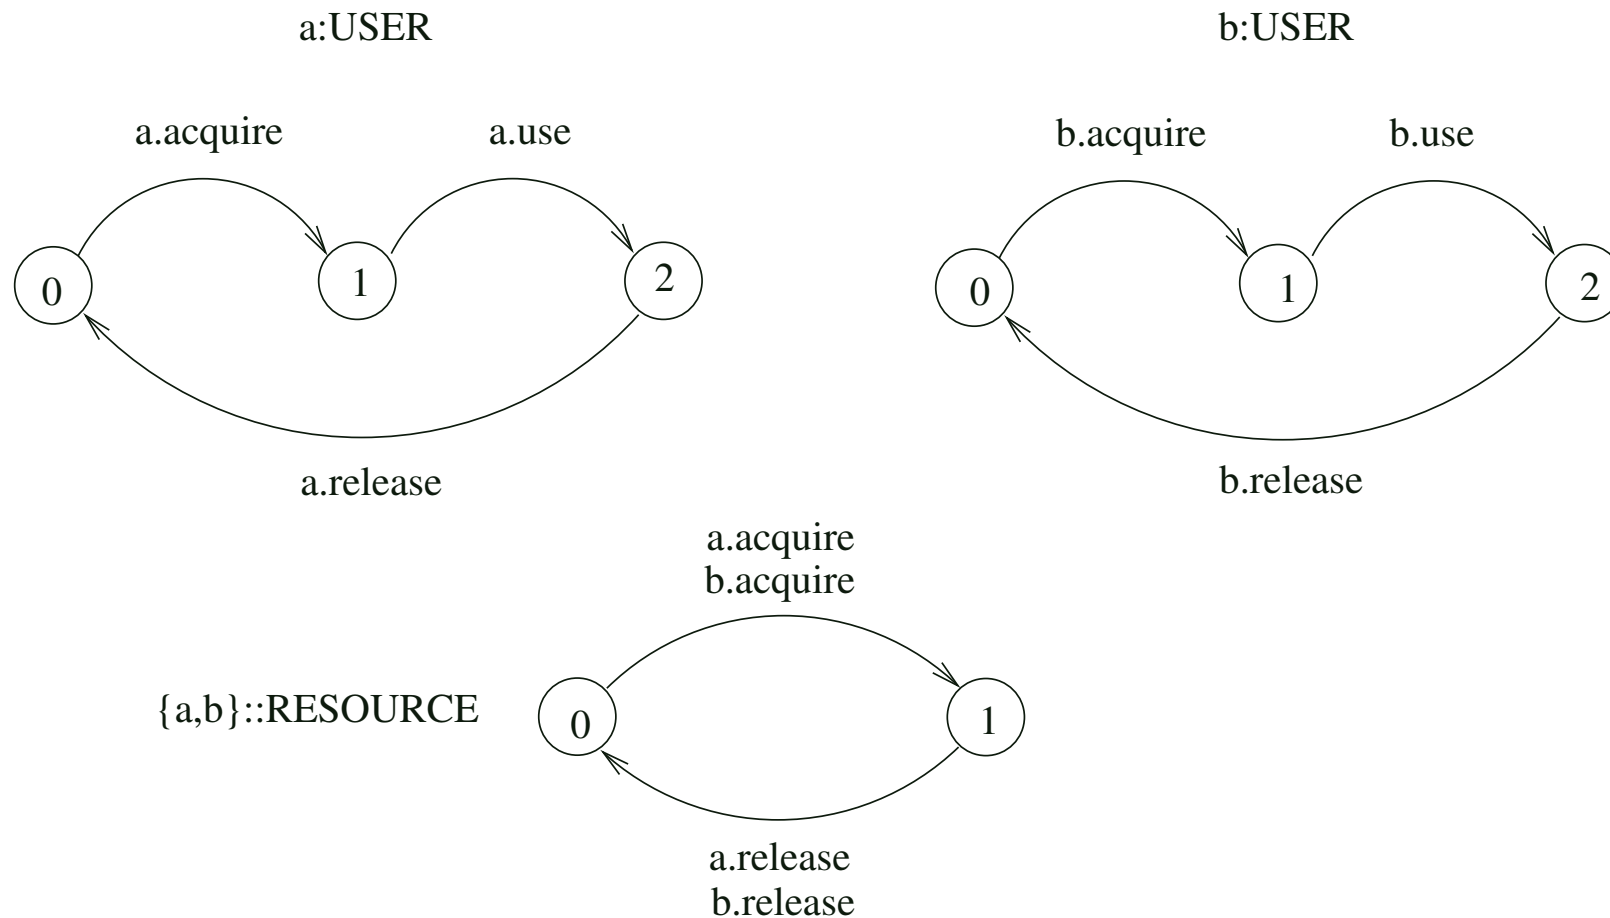 a:USER
b:USER
a.acquire
a.use
b.acquire
b.use
0
1
2
0
1
2
a.release
b.release
a.acquire
b.acquire
{a,b}::RESOURCE
0
1
a.release
b.release